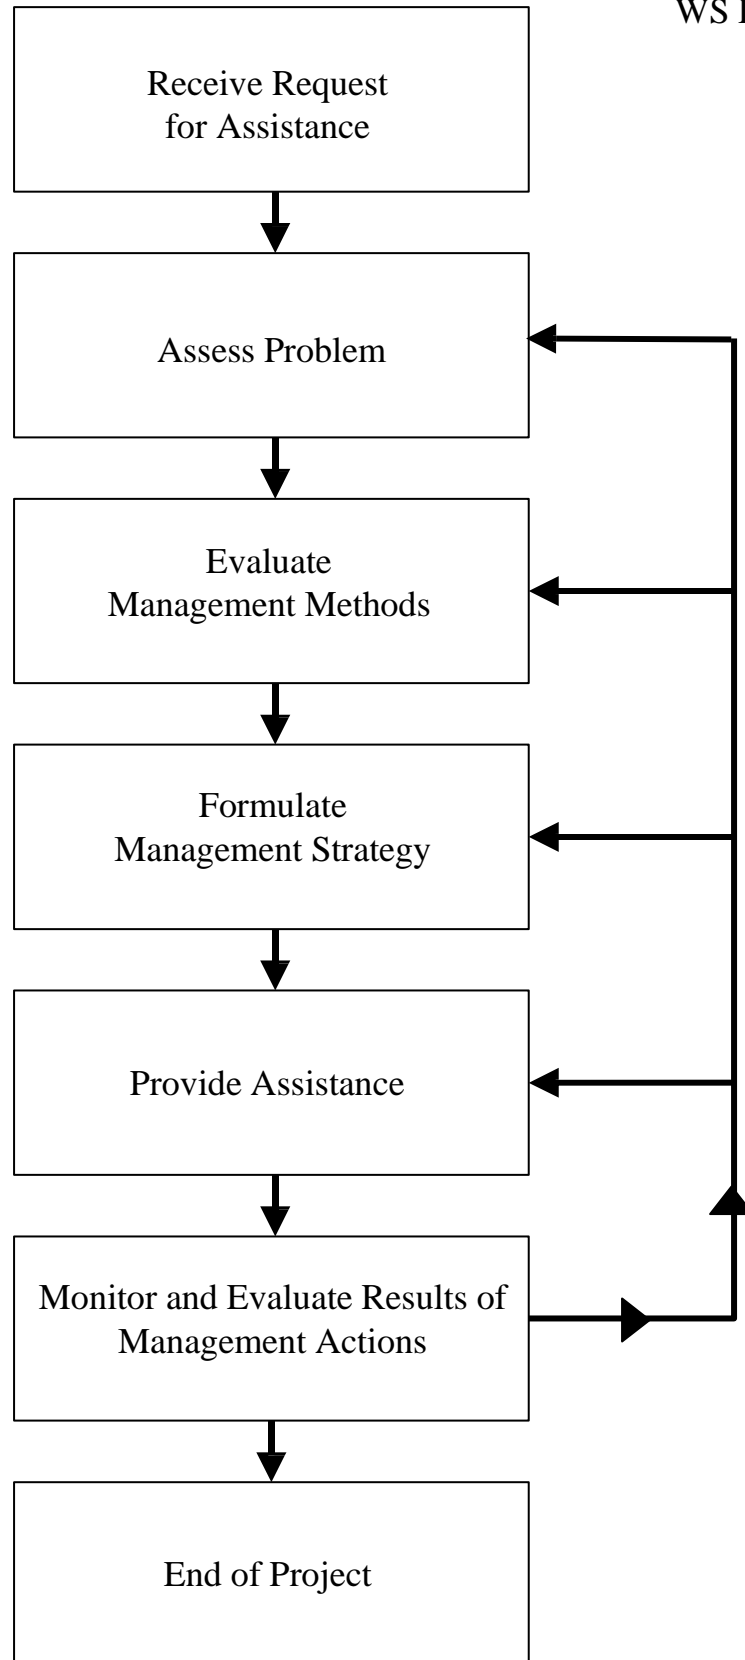 WS
Receive Request
for Assistance
Assess Problem
Evaluate
Management Methods
Formulate
Management Strategy
Provide Assistance
Monitor and Evaluate Results of
Management Actions
End of Project